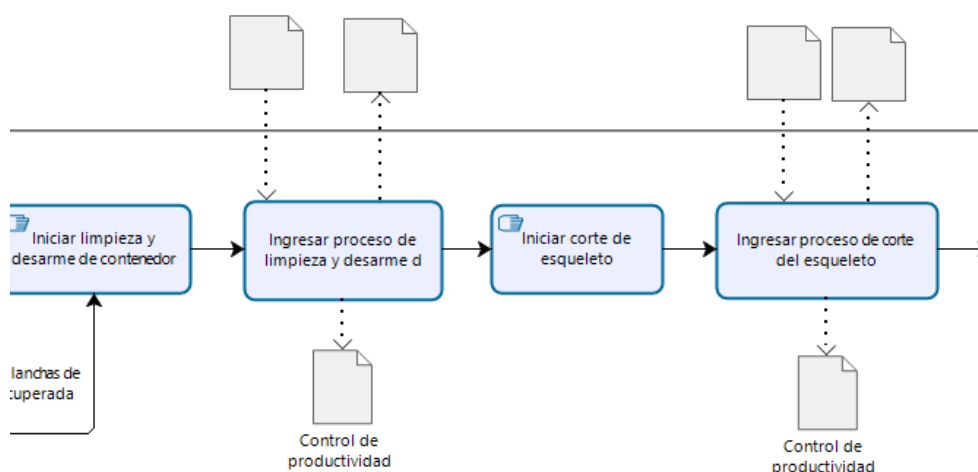 Iniciar limpieza y
desarme de contenedor
Ingresar proceso de
limpieza y desarme d
Iniciar corte de
esqueleto
Ingresar proceso de corte
del esqueleto
lanchas de
cuperada
Control de
productividad
Control de
productividad